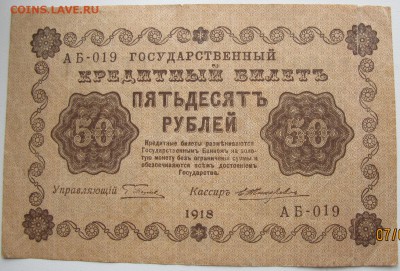 COINS.LAVE.RU
АБ-019 ГОСУДАРСТВЕННЫЙ
КРЕДИТНЫЙ БИЛЕТЪ
ПЯТЬДЕСЯТЪ
РУБЛЕЙ
50
50
Кредитные билеты размѣниваются
Государственнымъ Банкомъ на золо-
тую монету безъ ограниченія суммы и
обезпечиваются всѣмъ достояніемъ
Государства.
Управляющій
Кассиръ
1918
АБ-019